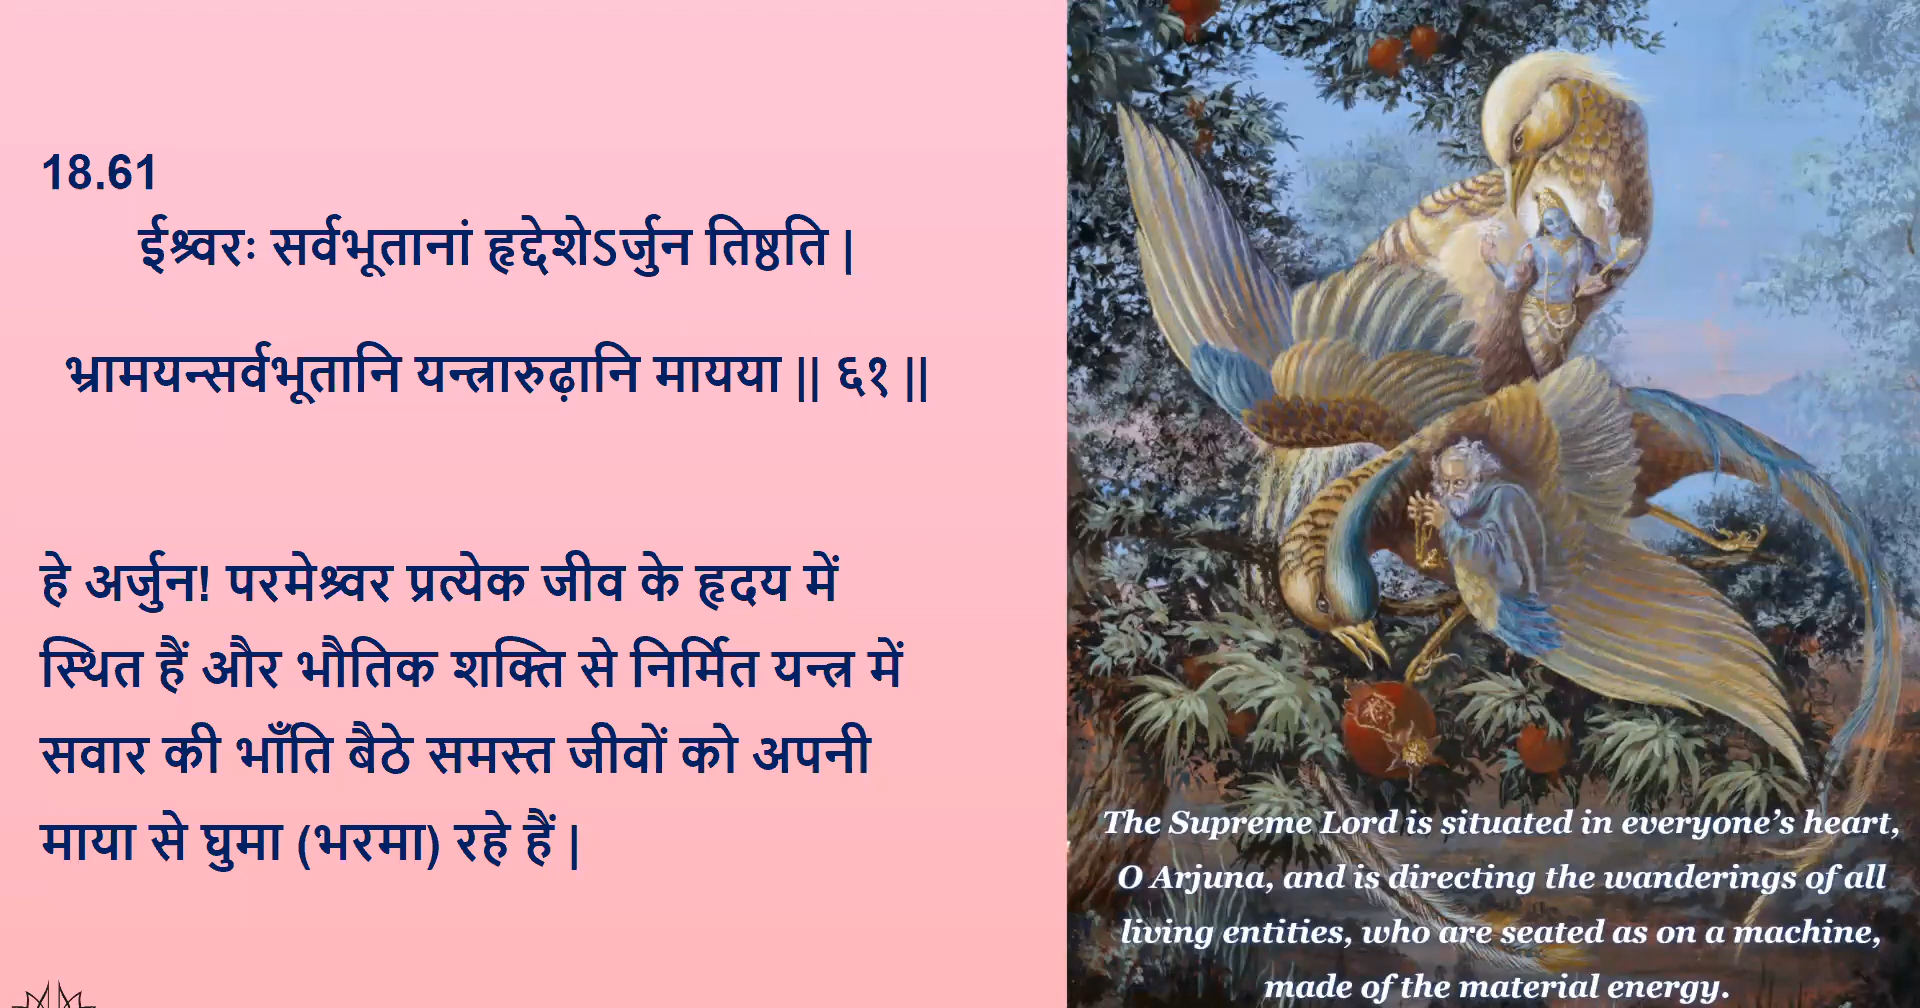 18.61
ईश्र्वरः सर्वभूतानां हृद्देशेऽर्जुन तिष्ठति |
भ्रामयन्सर्वभूतानि यन्त्रारुढ़ानि मायया || ६१ ||
हे अर्जुन! परमेश्र्वर प्रत्येक जीव के हृदय में
स्थित हैं और भौतिक शक्ति से निर्मित यन्त्र में
सवार की भाँति बैठे समस्त जीवों को अपनी
माया से घुमा (भरमा) रहे हैं |
The Supreme Lord is situated in everyone’s heart,
O Arjuna, and is directing the wanderings of all
living entities, who are seated as on a machine,
made of the material energy.